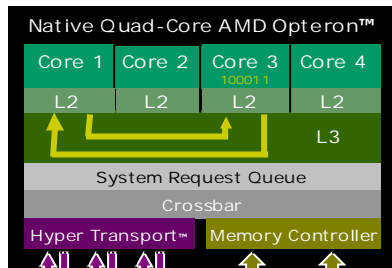 Native Quad-Core AMD Opteron™
Core 1 Core 2 Core 3 Core 4
100011
L2 L2 L2 L2
L3
System Request Queue
Crossbar
Hyper Transport™ Memory Controller